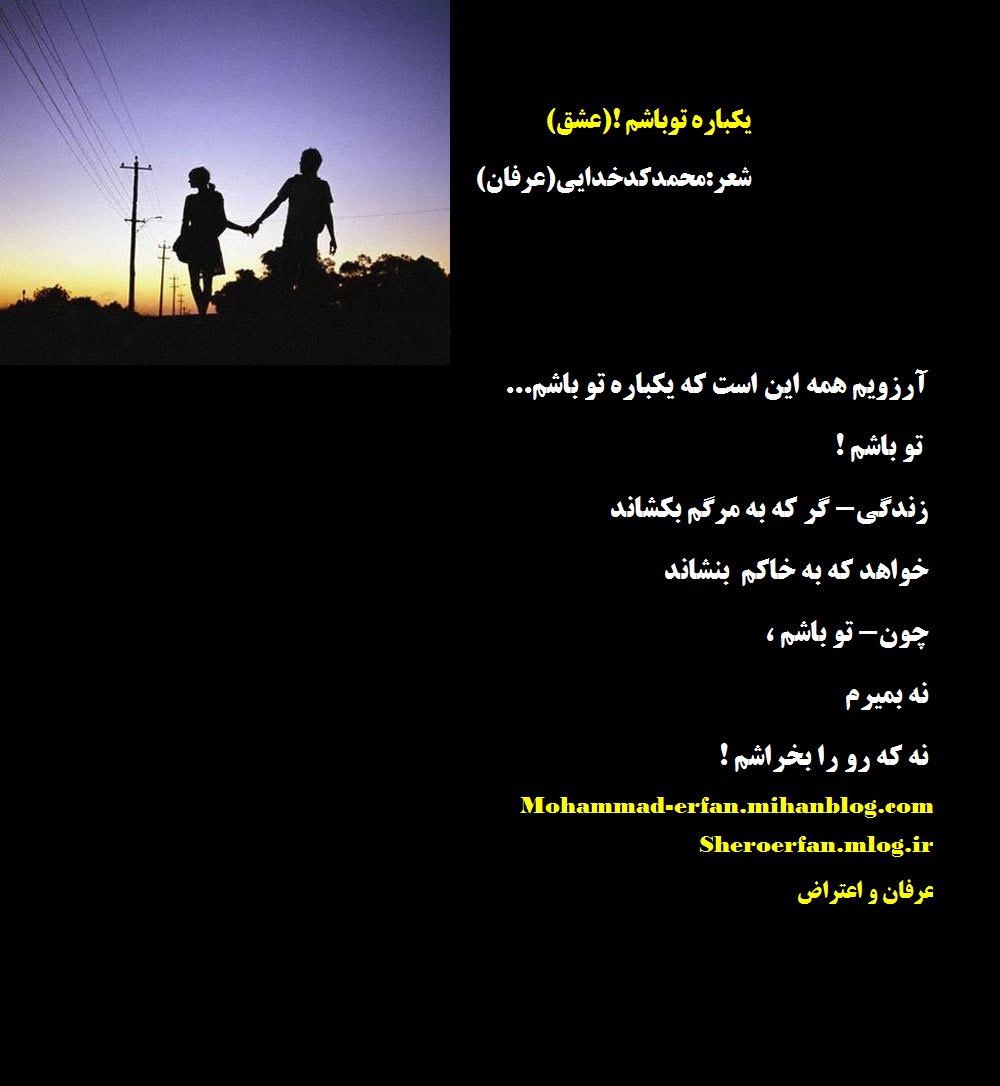 یکباره توباشم !(عشق)
شعر:محمدکدخدایی(عرفان)
آرزویم همه این است که یکباره تو باشم...
تو باشم !
زندگی– گر که به مرگم بکشاند
خواهد که به خاکم بنشاند
چون– تو باشم ،
نه بمیرم
نه که رو را بخراشم !
Mohammad-erfan.mihanblog.com
Sheroerfan.mlog.ir
عرفان و اعتراض